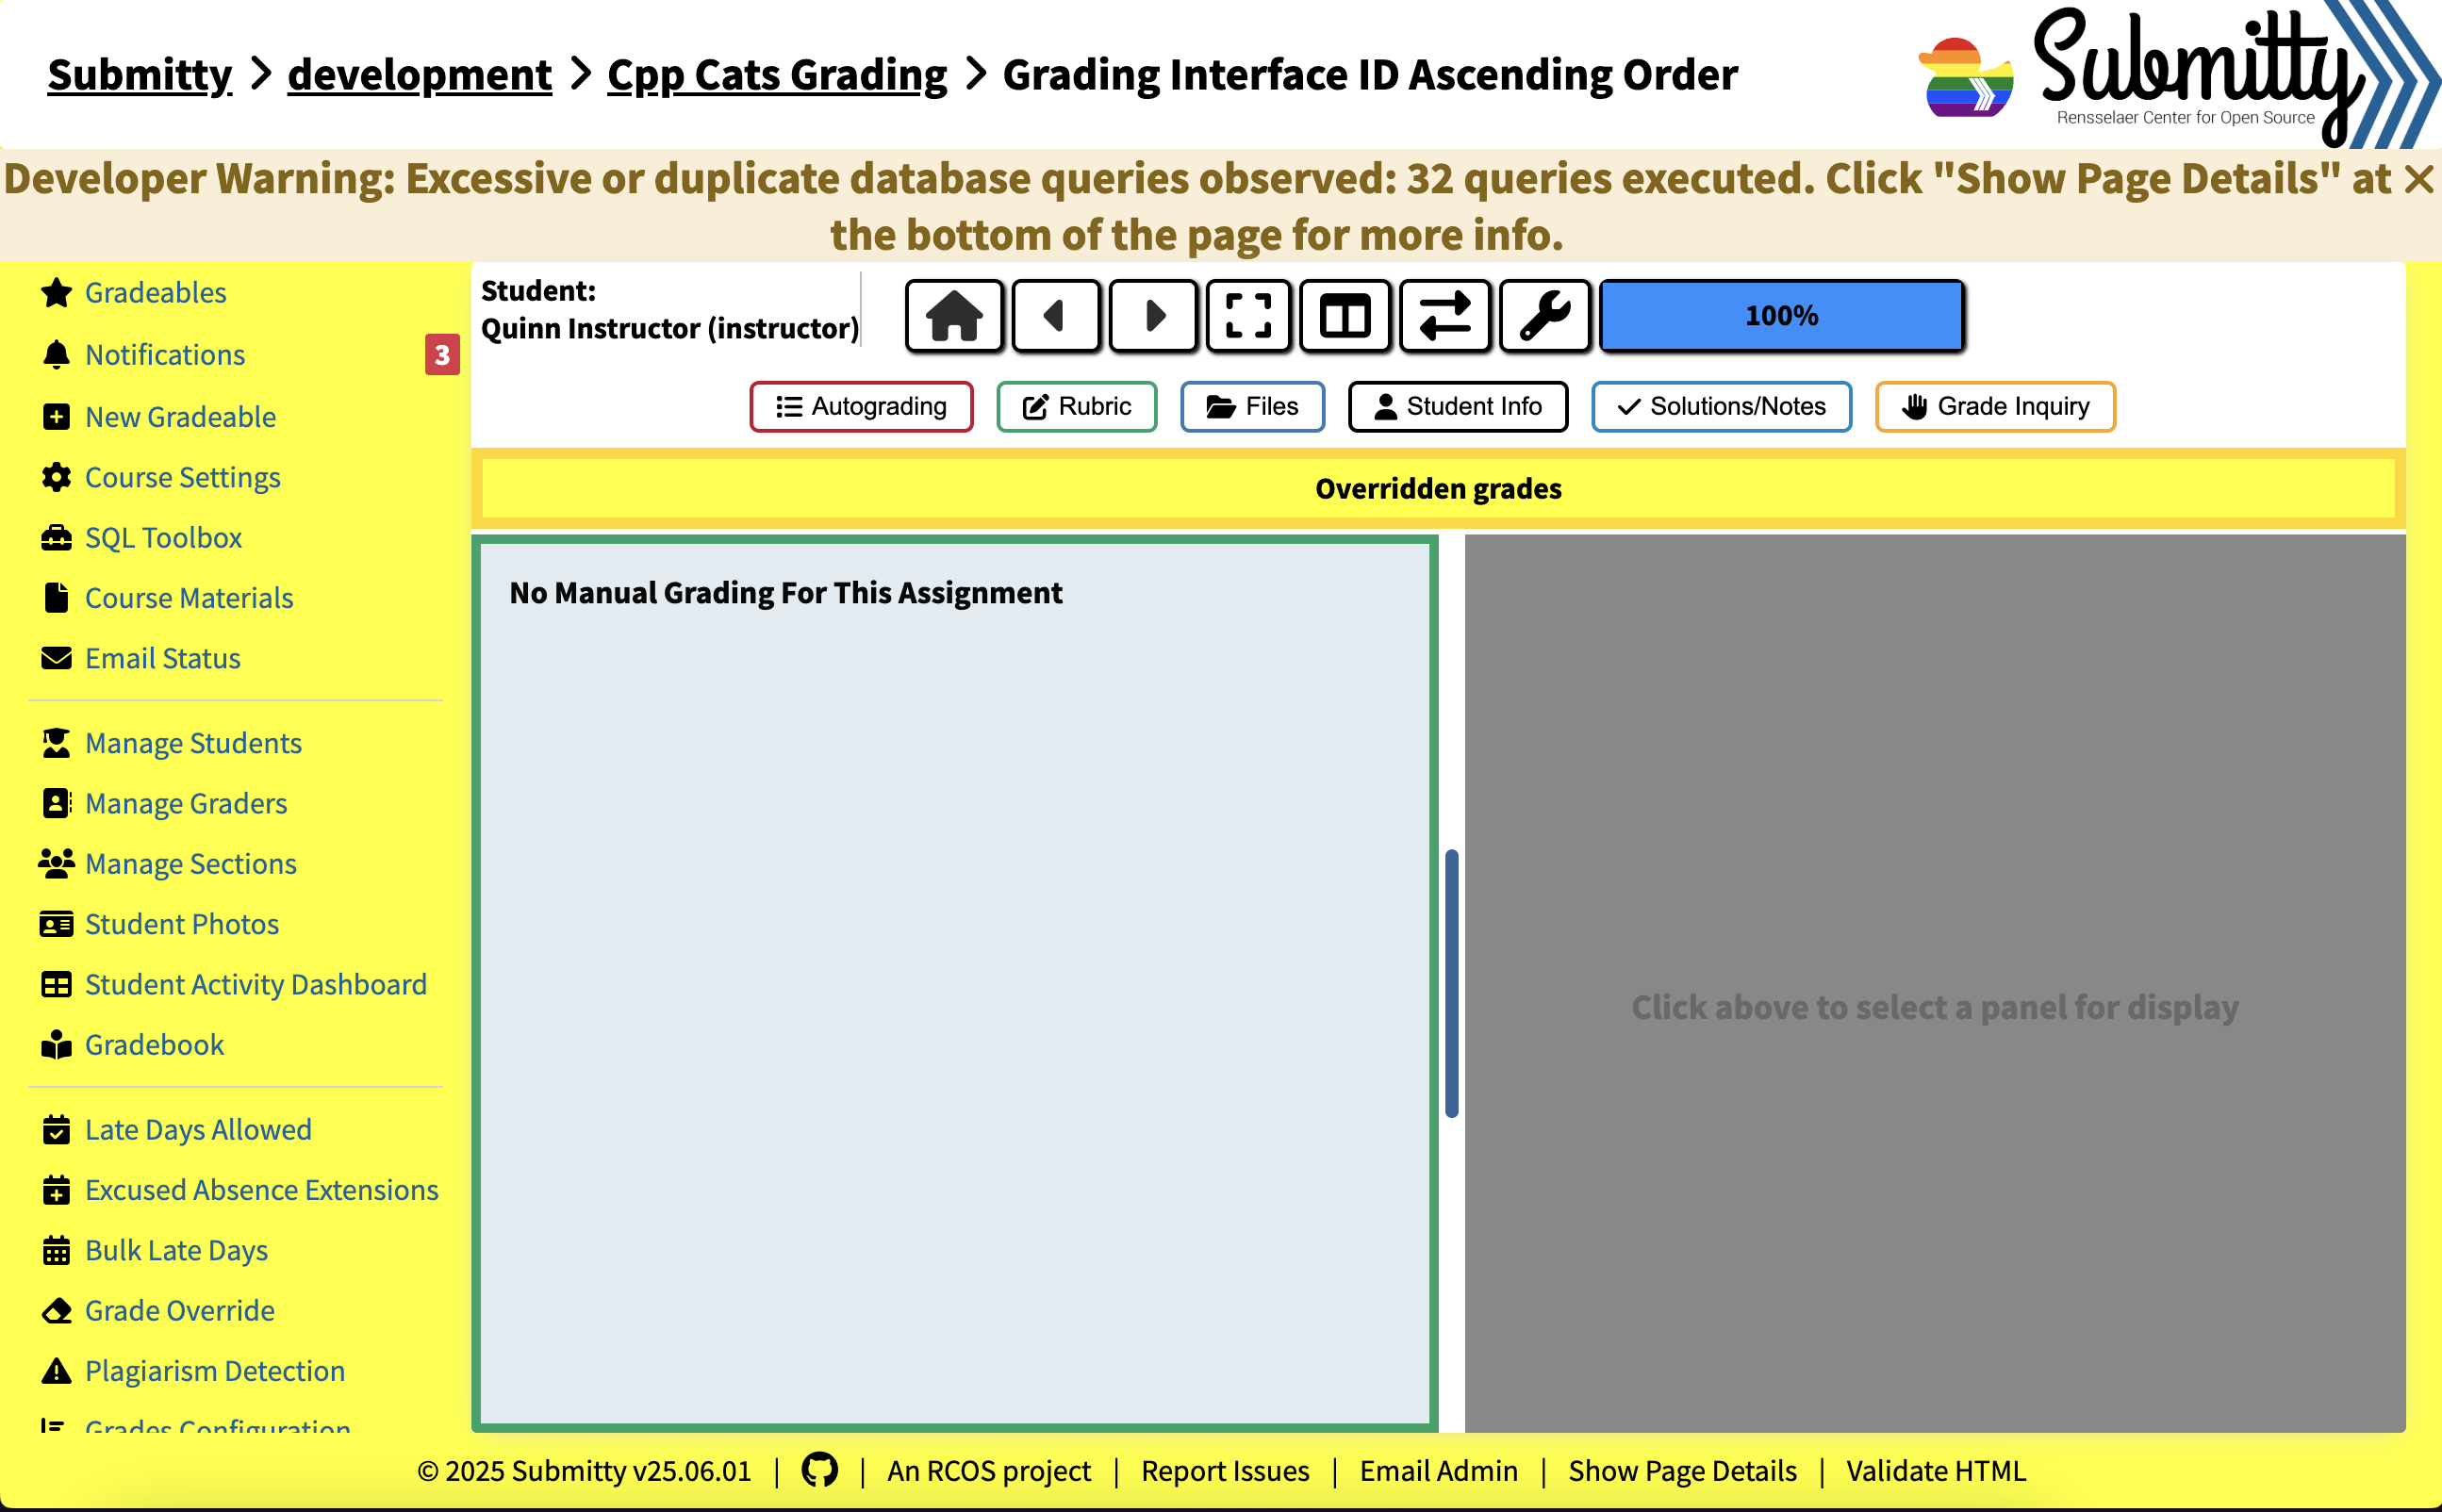 Submitty > development > Cpp Cats Grading > Grading Interface ID Ascending Order
Submitty
Rensselaer Center for Open Source
Developer Warning: Excessive or duplicate database queries observed: 32 queries executed. Click "Show Page Details" at
the bottom of the page for more info.
Gradeables
Notifications 3
New Gradeable
Course Settings
SQL Toolbox
Course Materials
Email Status
Manage Students
Manage Graders
Manage Sections
Student Photos
Student Activity Dashboard
Gradebook
Late Days Allowed
Excused Absence Extensions
Bulk Late Days
Grade Override
Plagiarism Detection
Grades Configuration
Student:
Quinn Instructor (instructor)
100%
Autograding
Rubric
Files
Student Info
Solutions/Notes
Grade Inquiry
Overridden grades
No Manual Grading For This Assignment
Click above to select a panel for display
© 2025 Submitty v25.06.01 | | An RCOS project | Report Issues | Email Admin | Show Page Details | Validate HTML